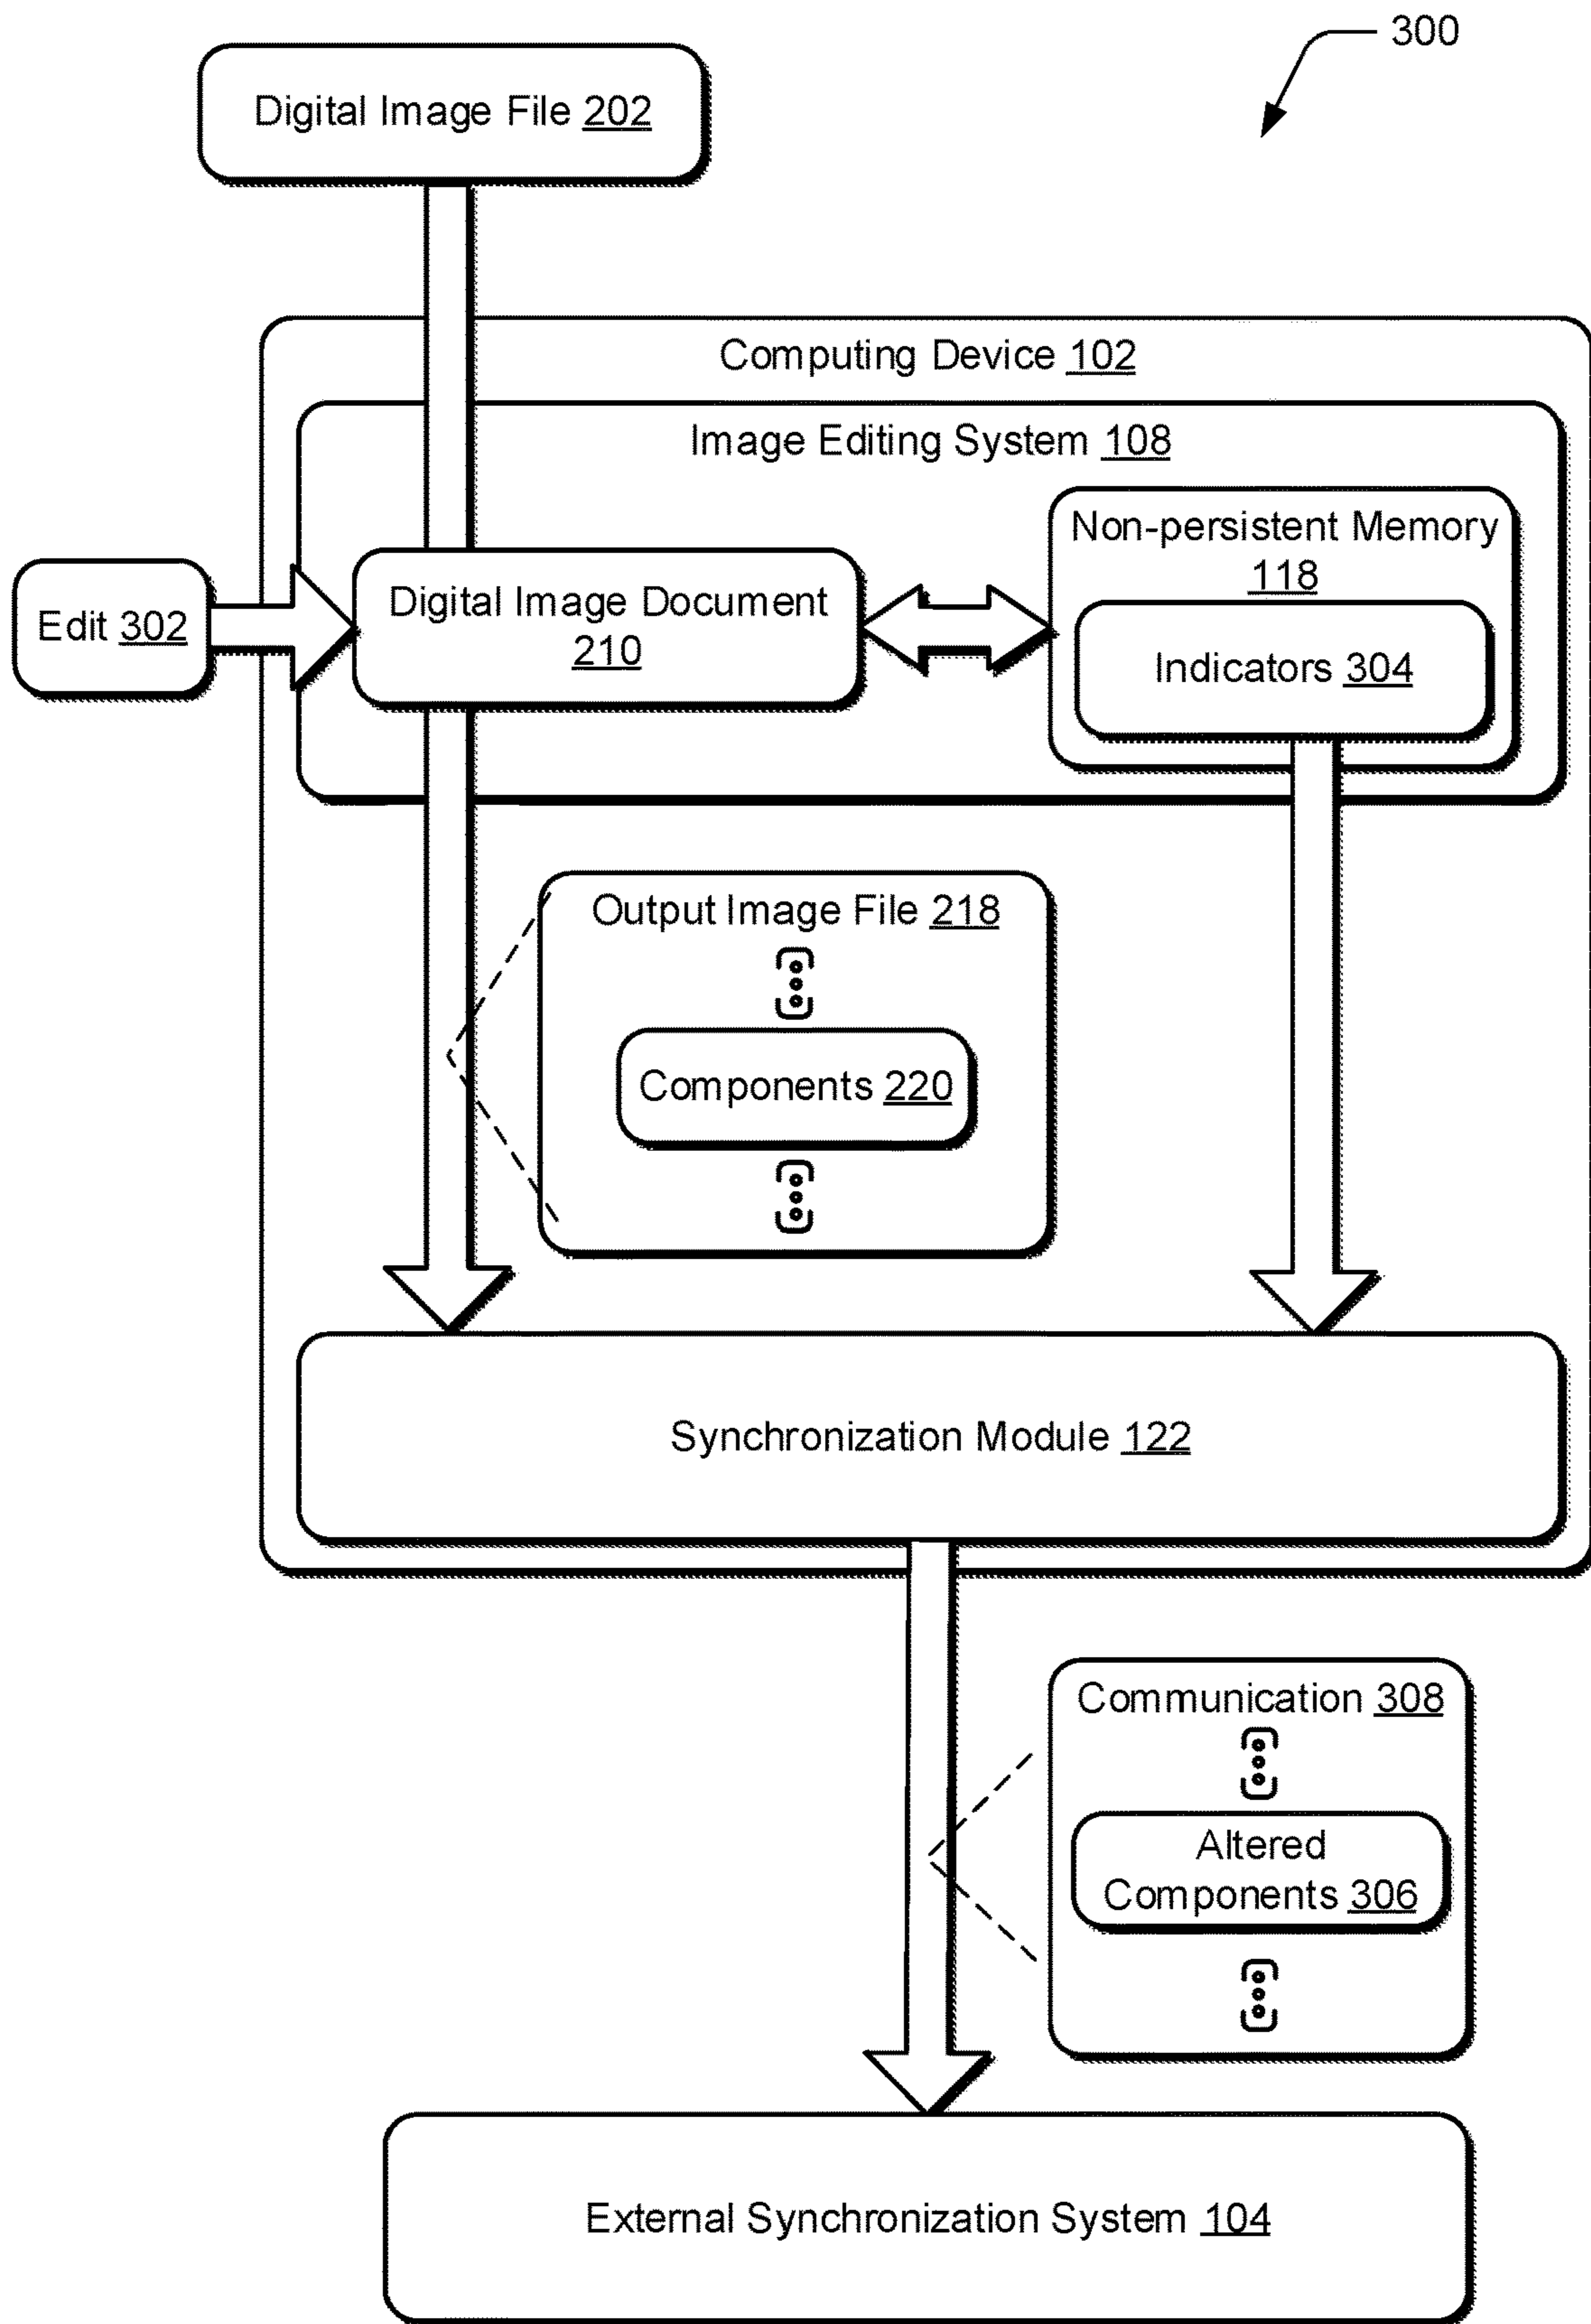 300
Digital Image File 202
Computing Device 102
Image Editing System 108
Non-persistent Memory
118
Edit 302
Digital Image Document
210
Indicators 304
Output Image File 218
Components 220
Synchronization Module 122
Communication 308
Altered
Components 306
External Synchronization System 104